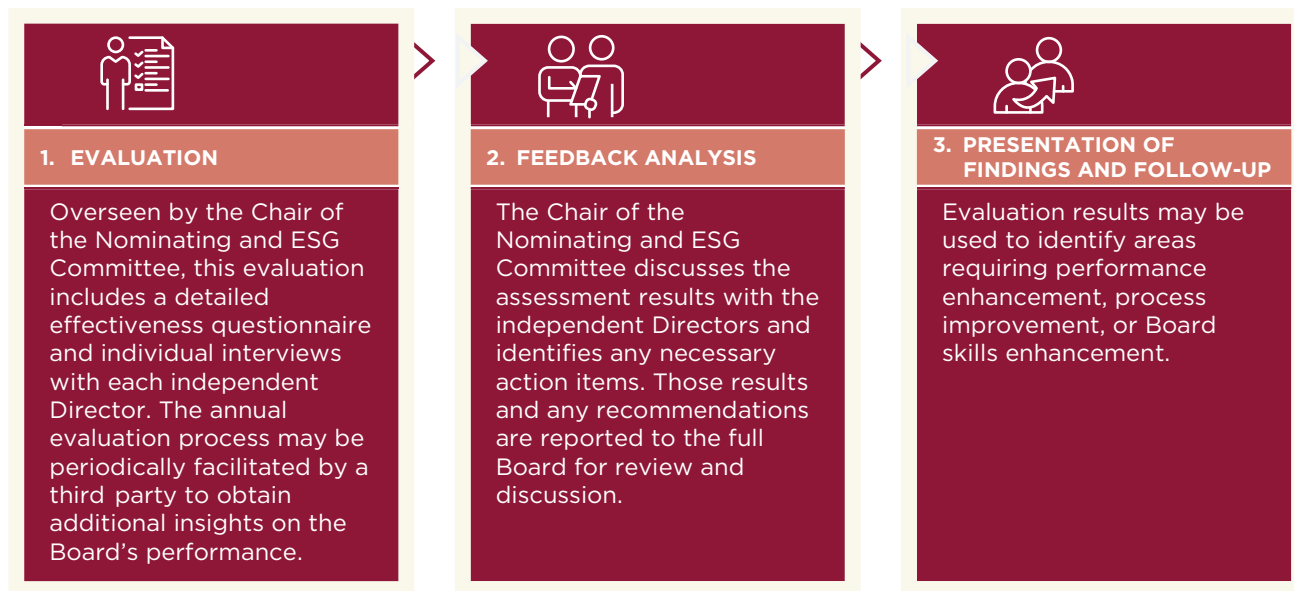 1. EVALUATION
Overseen by the Chair of
the Nominating and ESG
Committee, this evaluation
includes a detailed
effectiveness questionnaire
and individual interviews
with each independent
Director. The annual
evaluation process may be
periodically facilitated by a
third party to obtain
additional insights on the
Board’s performance.
2. FEEDBACK ANALYSIS
The Chair of the
Nominating and ESG
Committee discusses the
assessment results with the
independent Directors and
identifies any necessary
action items. Those results
and any recommendations
are reported to the full
Board for review and
discussion.
3. PRESENTATION OF
FINDINGS AND FOLLOW-UP
Evaluation results may be
used to identify areas
requiring performance
enhancement, process
improvement, or Board
skills enhancement.